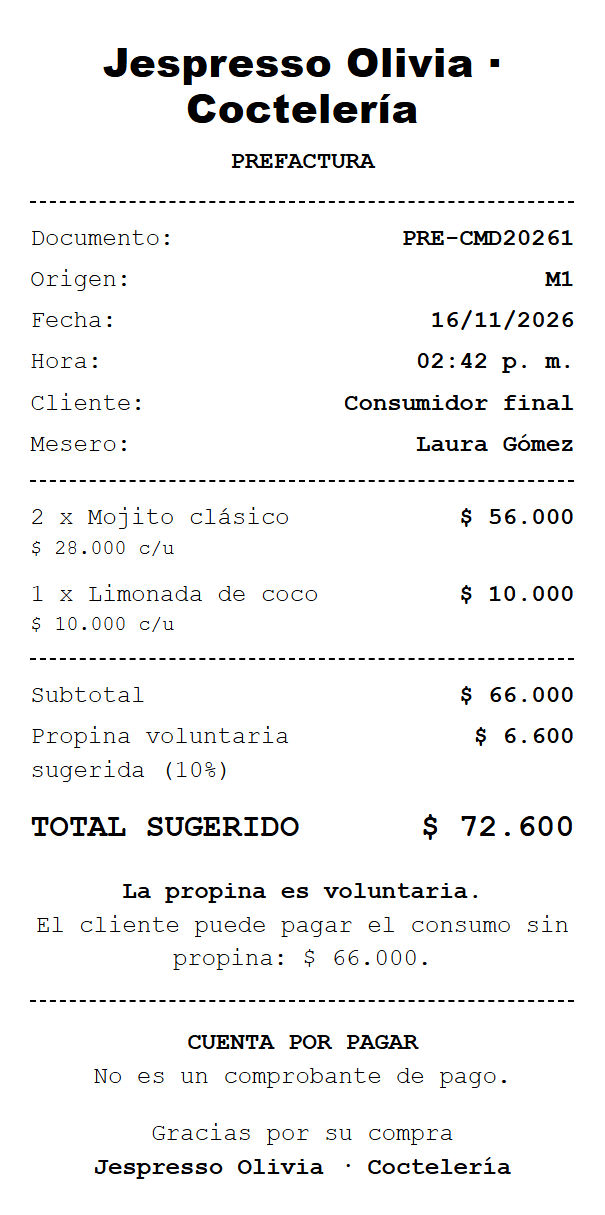 Jespresso Olivia ·
Coctelería
PREFACTURA
Documento: PRE-CMD20261
Origen: M1
Fecha: 16/11/2026
Hora: 02:42 p. m.
Cliente: Consumidor final
Mesero: Laura Gómez
2 x Mojito clásico $ 56.000
$ 28.000 c/u
1 x Limonada de coco $ 10.000
$ 10.000 c/u
Subtotal $ 66.000
Propina voluntaria $ 6.600
sugerida (10%)
TOTAL SUGERIDO $ 72.600
La propina es voluntaria.
El cliente puede pagar el consumo sin
propina: $ 66.000.
CUENTA POR PAGAR
No es un comprobante de pago.
Gracias por su compra
Jespresso Olivia · Coctelería